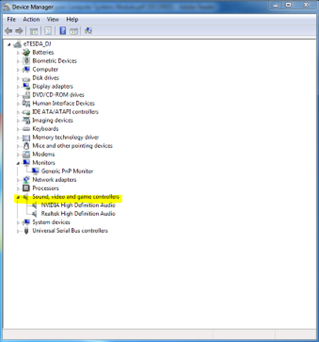 Device Manager
File Action View Help
eTESDA_DJ
Batteries
Biometric Devices
Computer
Disk drives
Display adapters
DVD/CD-ROM drives
Human Interface Devices
IDE ATA/ATAPI controllers
Imaging devices
Keyboards
Memory technology driver
Mice and other pointing devices
Modems
Monitors
Generic PnP Monitor
Network adapters
Processors
Sound, video and game controllers
NVIDIA High Definition Audio
Realtek High Definition Audio
System devices
Universal Serial Bus controllers